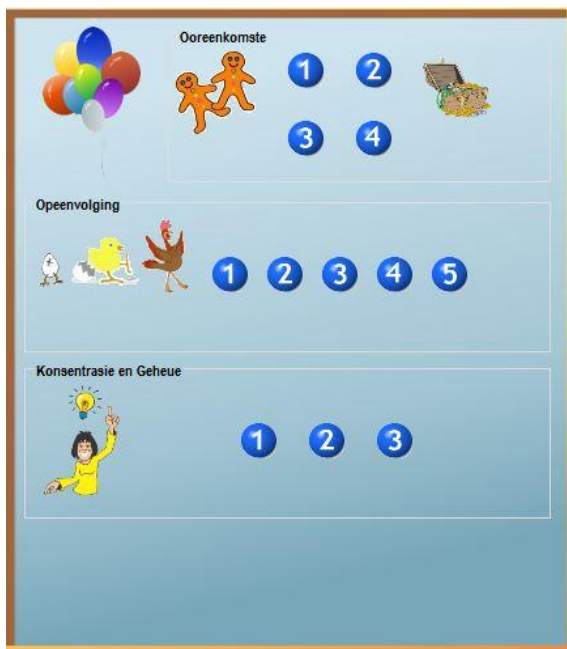 Ooreenkomste
1 2
3 4
Opeenvolging
1 2 3 4 5
Konsentrasie en Geheue
1 2 3